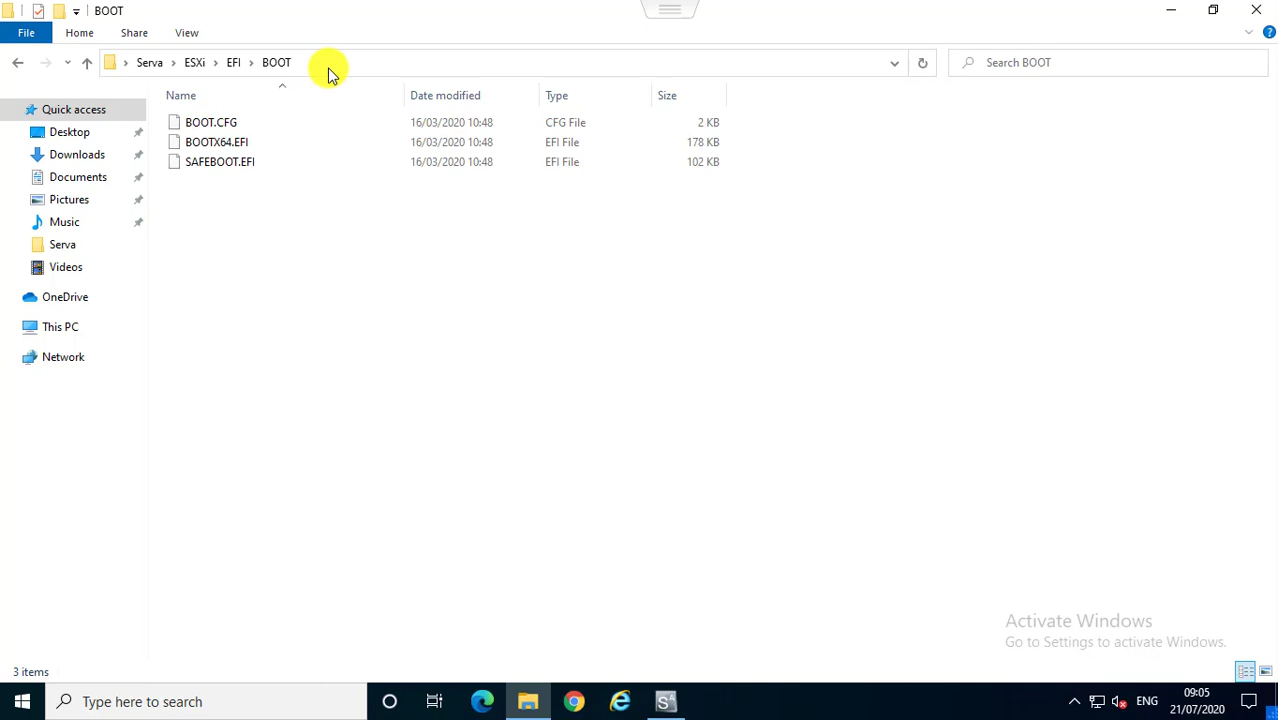 BOOT
File Home Share View
Serva ESXi EFI BOOT Search BOOT
Name Date modified Type Size
BOOT.CFG 16/03/2020 10:48 CFG File 2 KB
BOOTX64.EFI 16/03/2020 10:48 EFI File 178 KB
SAFEBOOT.EFI 16/03/2020 10:48 EFI File 102 KB
Quick access
Desktop
Downloads
Documents
Pictures
Music
Serva
Videos
OneDrive
This PC
Network
Activate Windows
Go to Settings to activate Windows.
3 items
Type here to search
ENG
09:05
21/07/2020